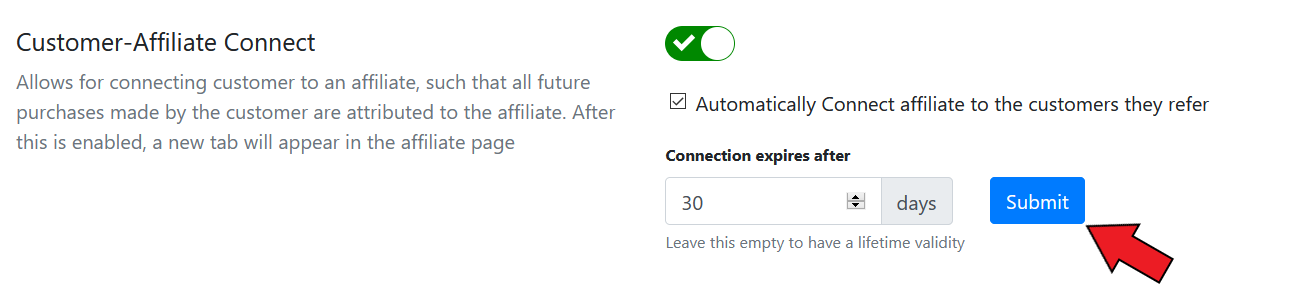 Customer-Affiliate Connect
Allows for connecting customer to an affiliate, such that all future
purchases made by the customer are attributed to the affiliate. After
this is enabled, a new tab will appear in the affiliate page
Automatically Connect affiliate to the customers they refer
Connection expires after
30 days Submit
Leave this empty to have a lifetime validity